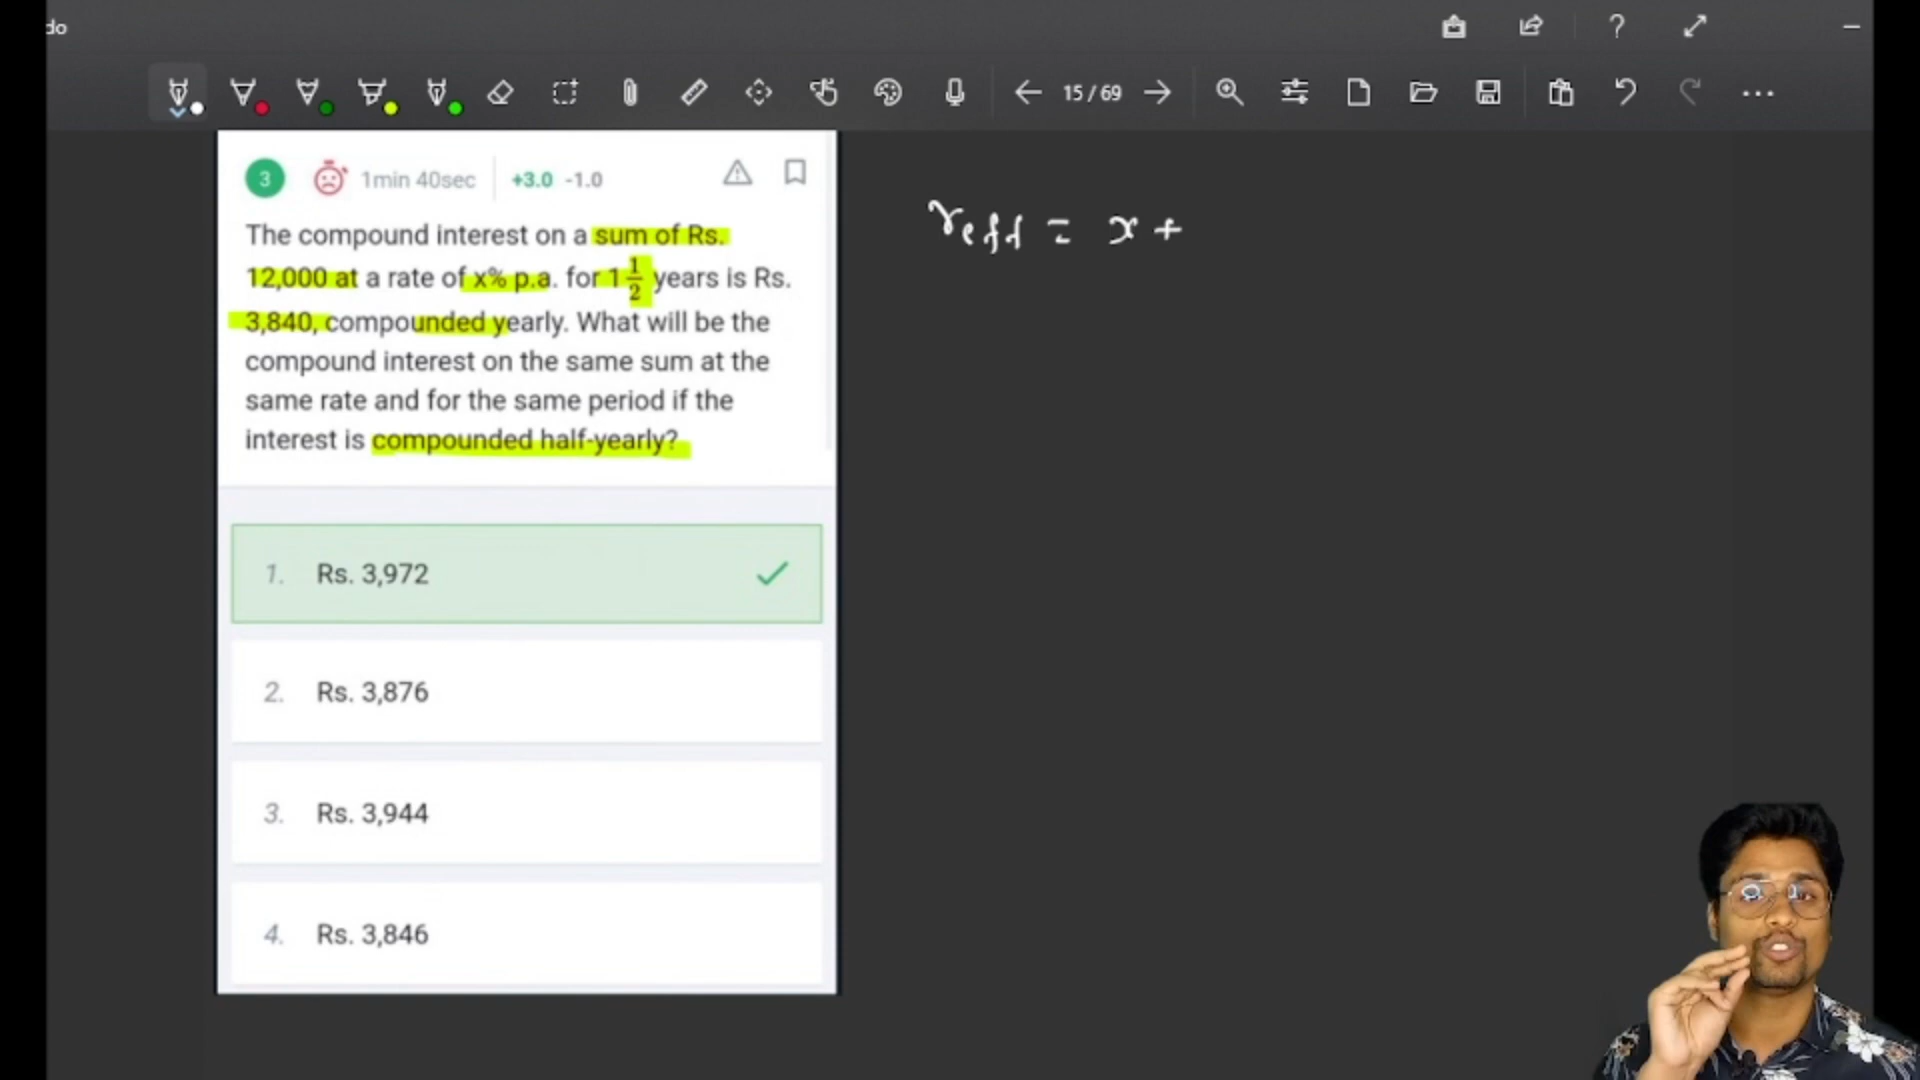 do
15 / 69
3 1min 40sec +3.0 -1.0
The compound interest on a sum of Rs.
12,000 at a rate of x% p.a. for 1 1/2 years is Rs.
3,840, compounded yearly. What will be the
compound interest on the same sum at the
same rate and for the same period if the
interest is compounded half-yearly?
1. Rs. 3,972
2. Rs. 3,876
3. Rs. 3,944
4. Rs. 3,846
r eff = x +